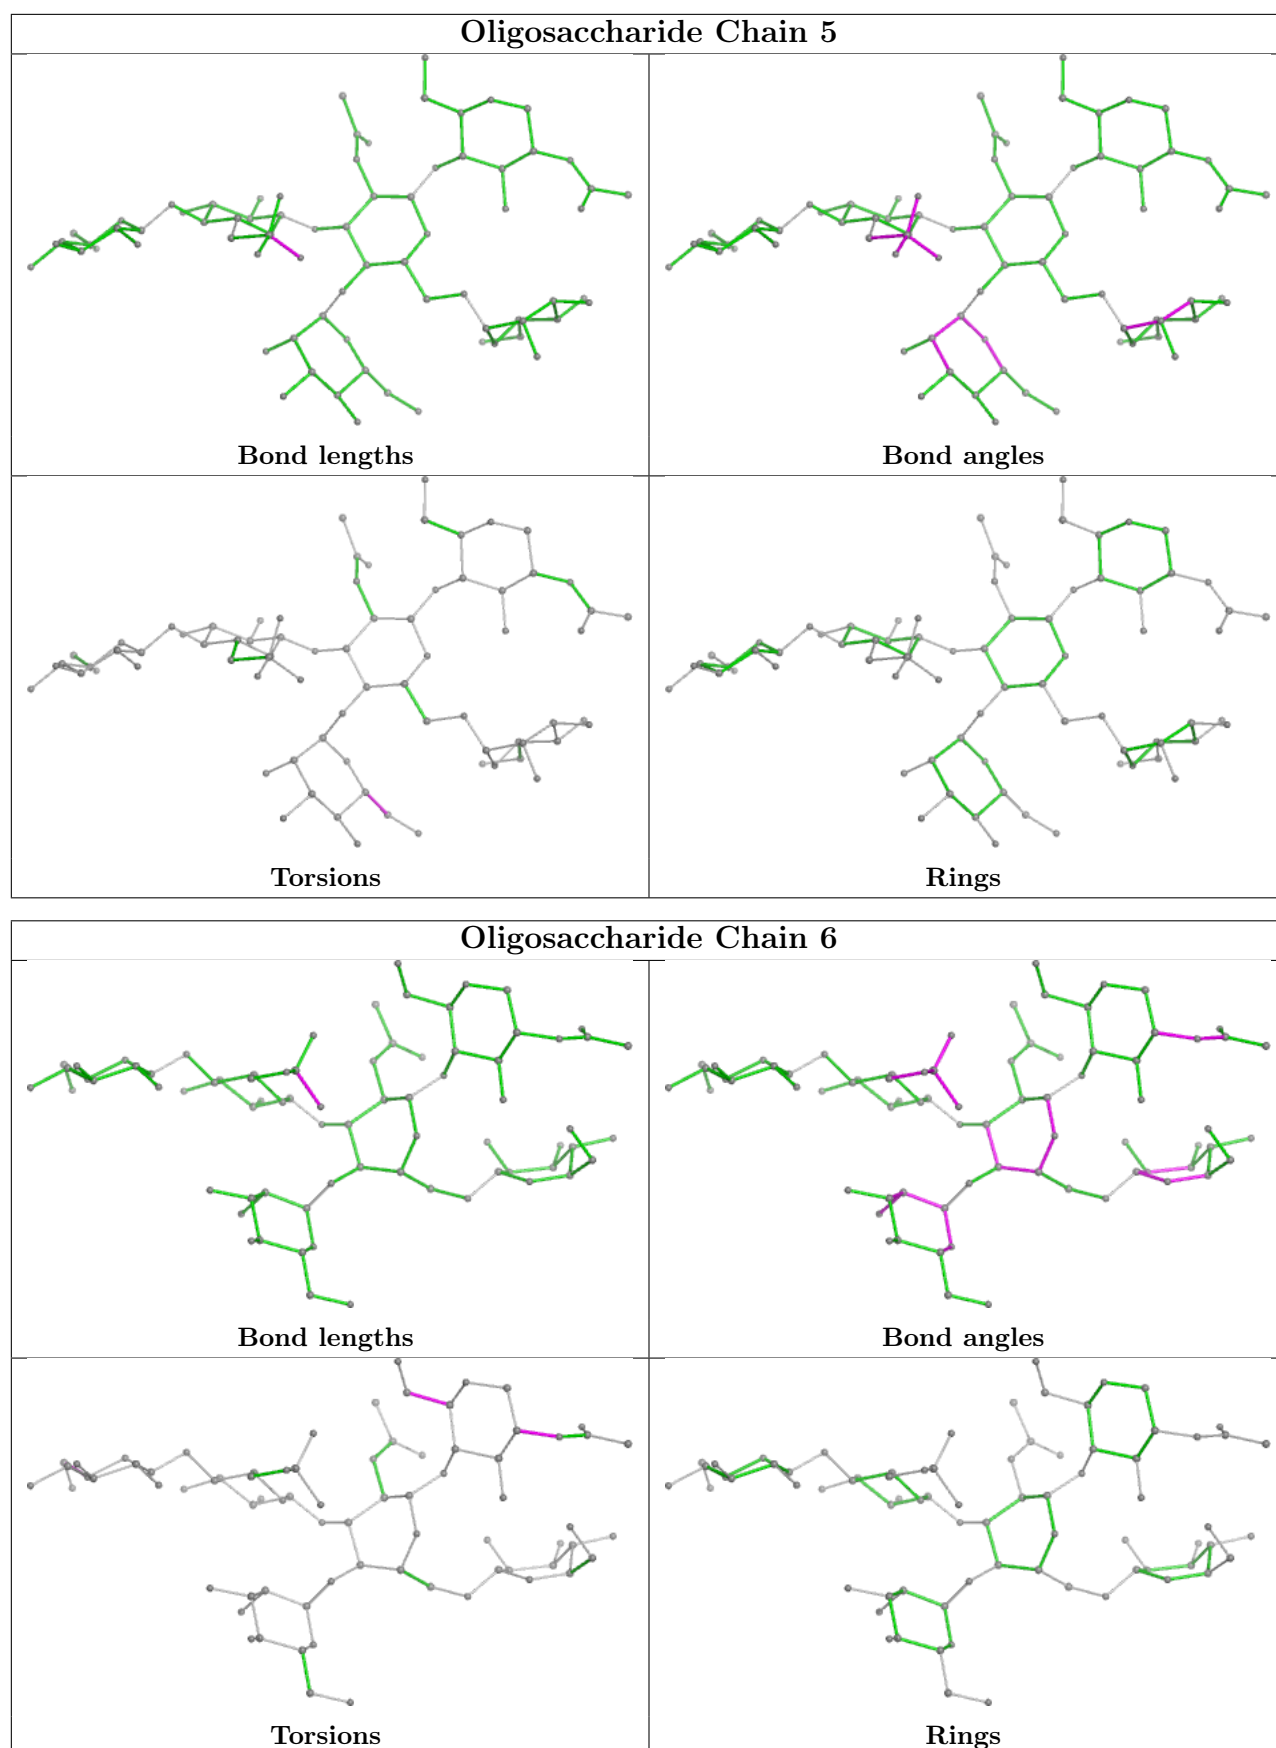 Oligosaccharide Chain 5
Bond lengths
Bond angles
Torsions
Rings
Oligosaccharide Chain 6
Bond lengths
Bond angles
Torsions
Rings